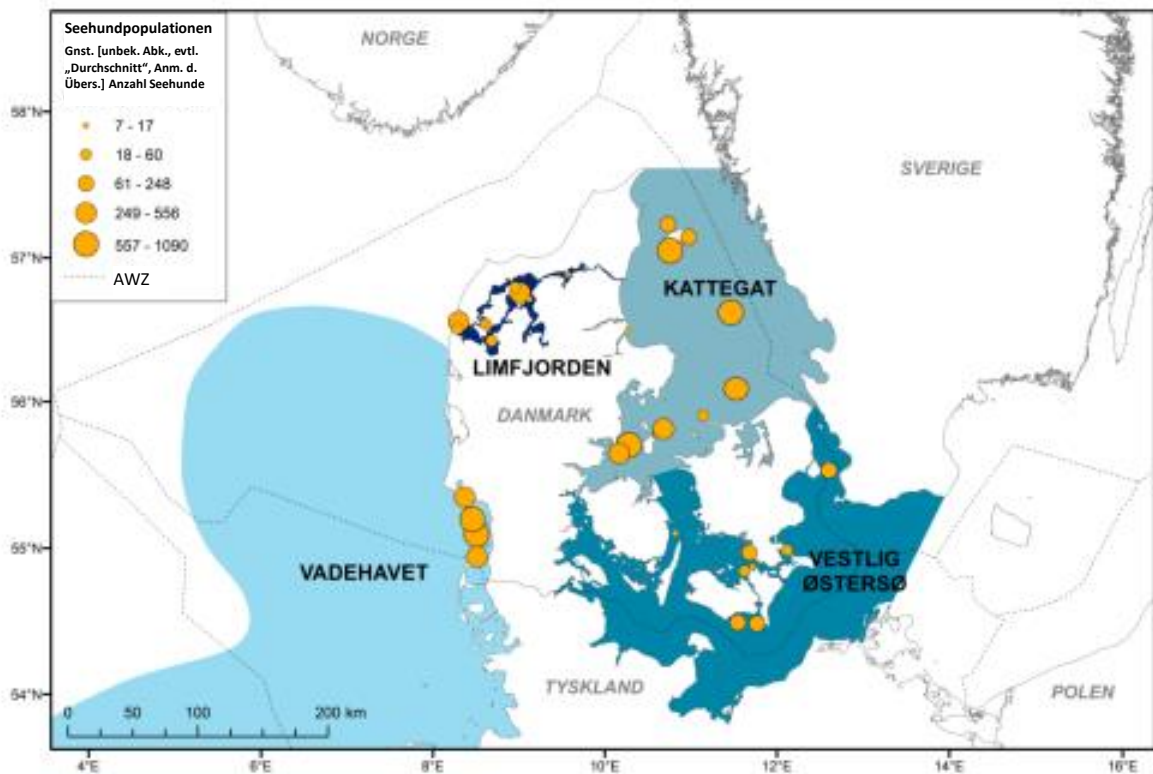 Seehundpopulationen
Gnst. [unbek. Abk., evtl.
„Durchschnitt“, Anm. d.
Übers.] Anzahl Seehunde
7 - 17
18 - 60
61 - 248
249 - 556
557 - 1090
AWZ
NORGE
SVERIGE
KATTEGAT
LIMFJORDEN
DANMARK
VADEHAVET
VESTLIG
ØSTERSØ
TYSKLAND
POLEN
58°N
57°N
56°N
55°N
54°N
0 50 100 200 km
4°E 6°E 8°E 10°E 12°E 14°E 16°E